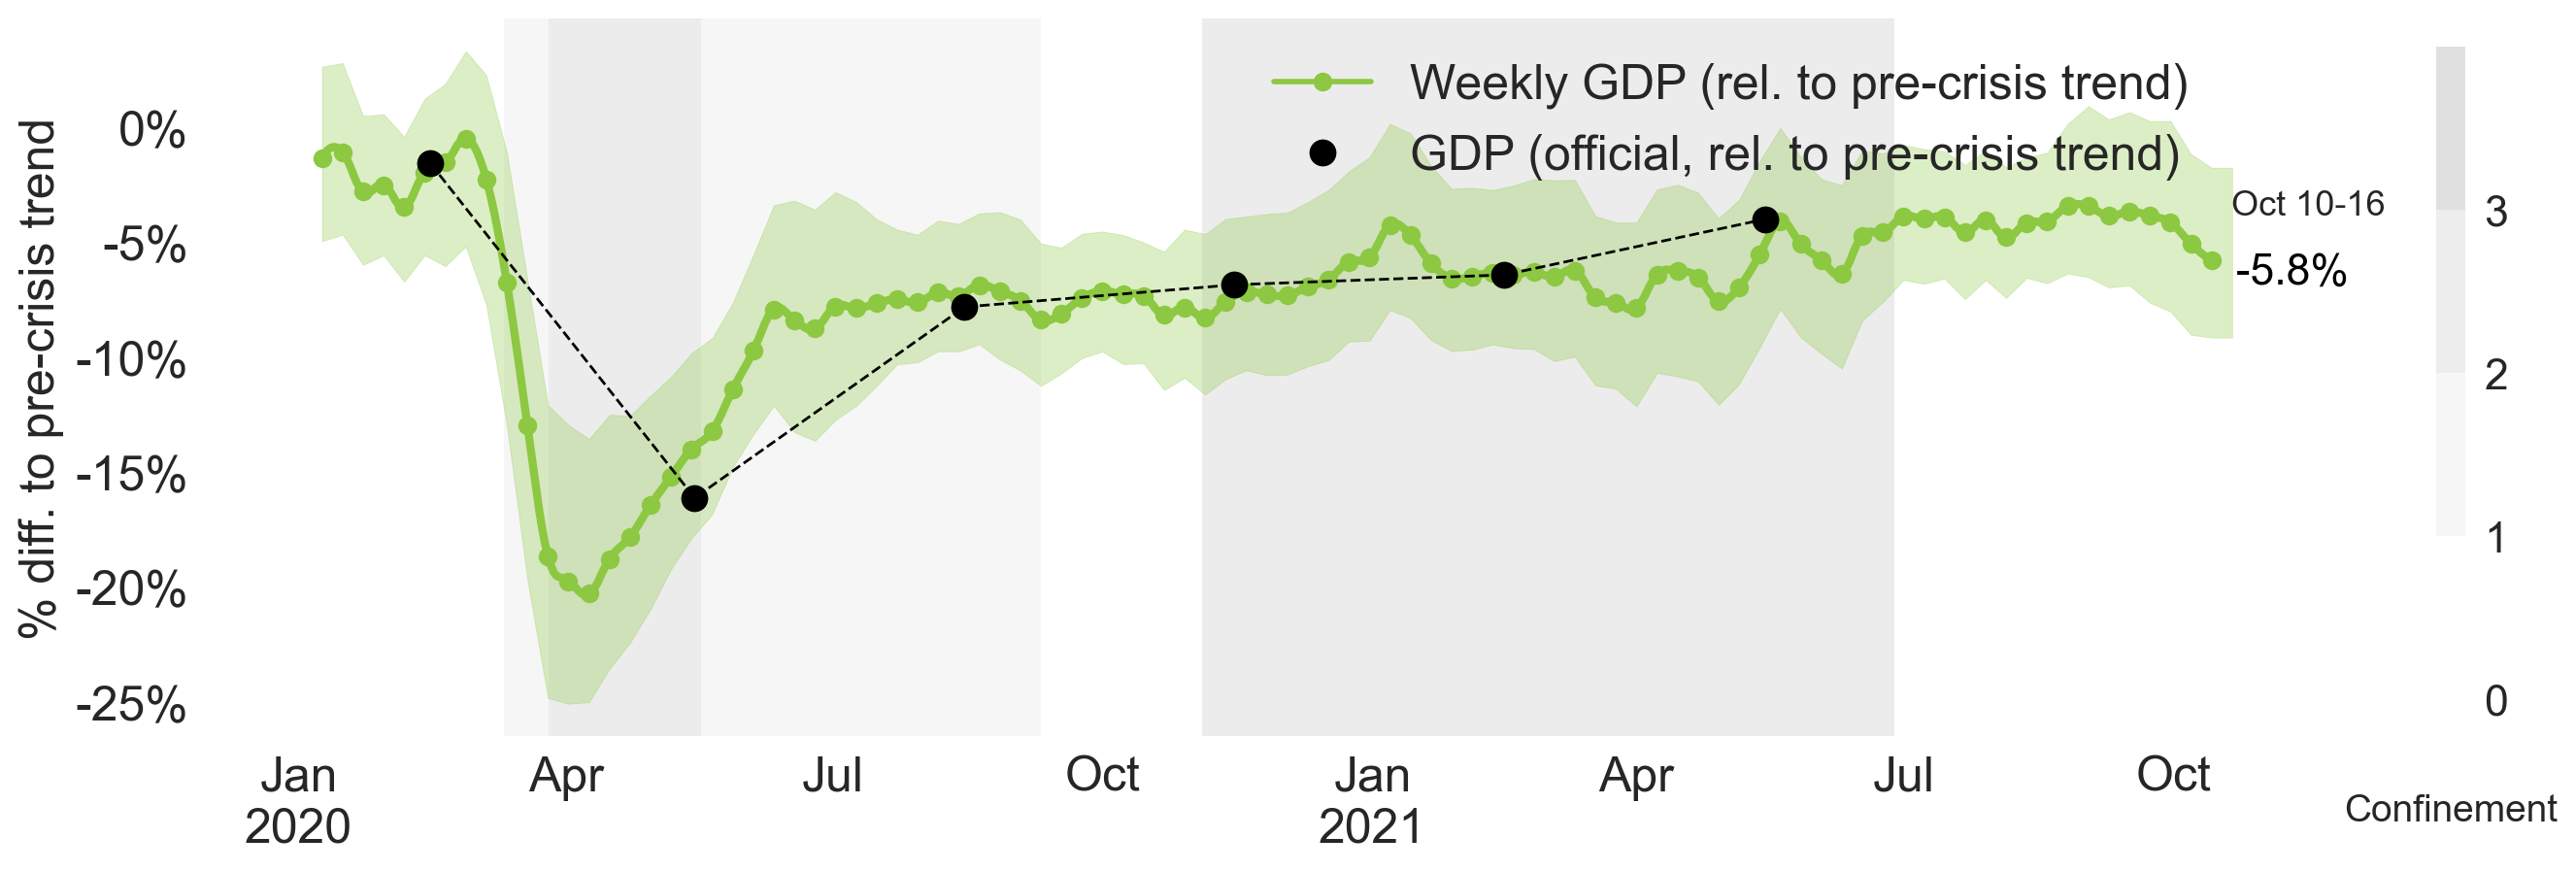 Weekly GDP (rel. to pre-crisis trend)
GDP (official, rel. to pre-crisis trend)
% diff. to pre-crisis trend
0%
-5%
-10%
-15%
-20%
-25%
Oct 10-16
-5.8%
3
2
1
0
Jan Apr Jul Oct Jan Apr Jul Oct
2020 2021
Confinement